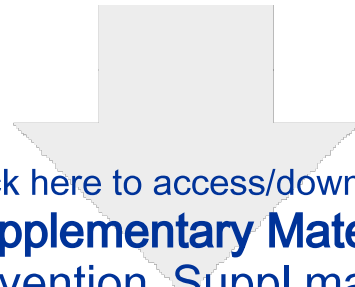 ck here to access/down
pplementary Mate
vention_Suppl ma